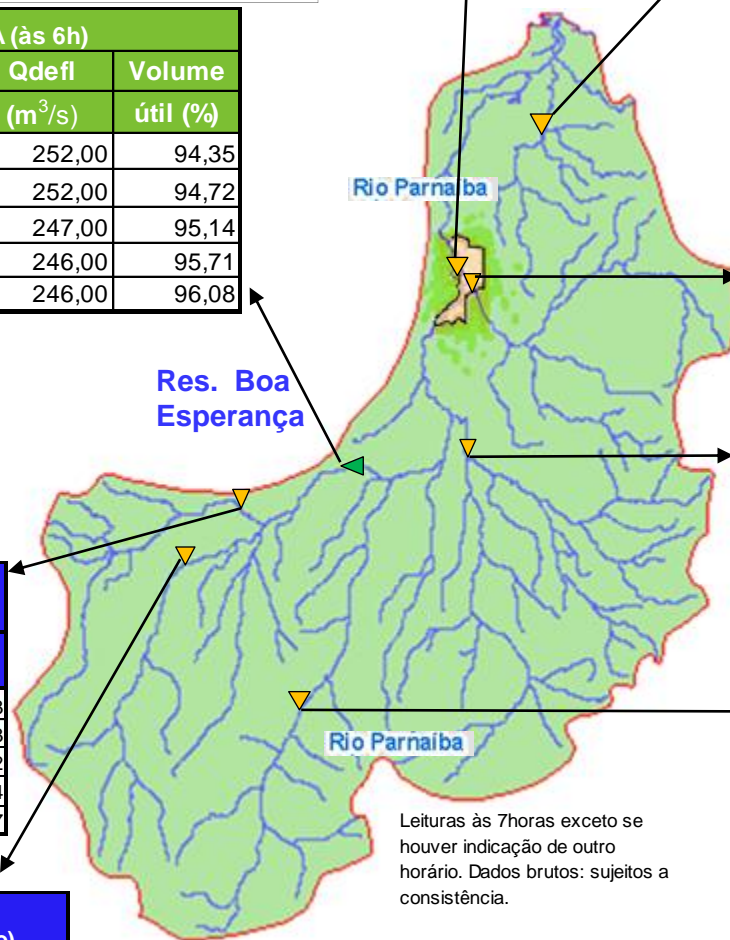 A (às 6h)
Qdefl Volume
(m³/s) útil (%)
252,00 94,35
252,00 94,72
247,00 95,14
246,00 95,71
246,00 96,08
Rio Parnaíba
Res. Boa
Esperança
Rio Parnaíba
Leituras às 7horas exceto se
houver indicação de outro
horário. Dados brutos: sujeitos a
consistência.